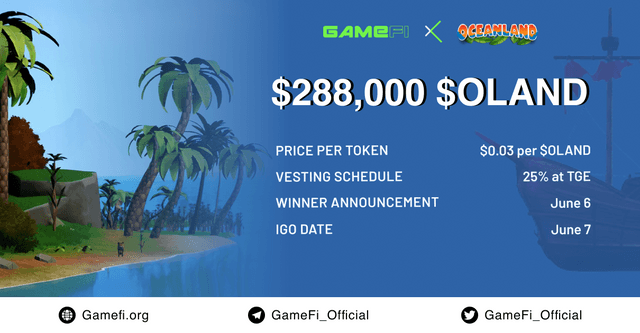 GAMEFI X OCEANLAND
$288,000 $OLAND
PRICE PER TOKEN $0.03 per $OLAND
VESTING SCHEDULE 25% at TGE
WINNER ANNOUNCEMENT June 6
IGO DATE June 7
Gamefi.org GameFi_Official GameFi_Official